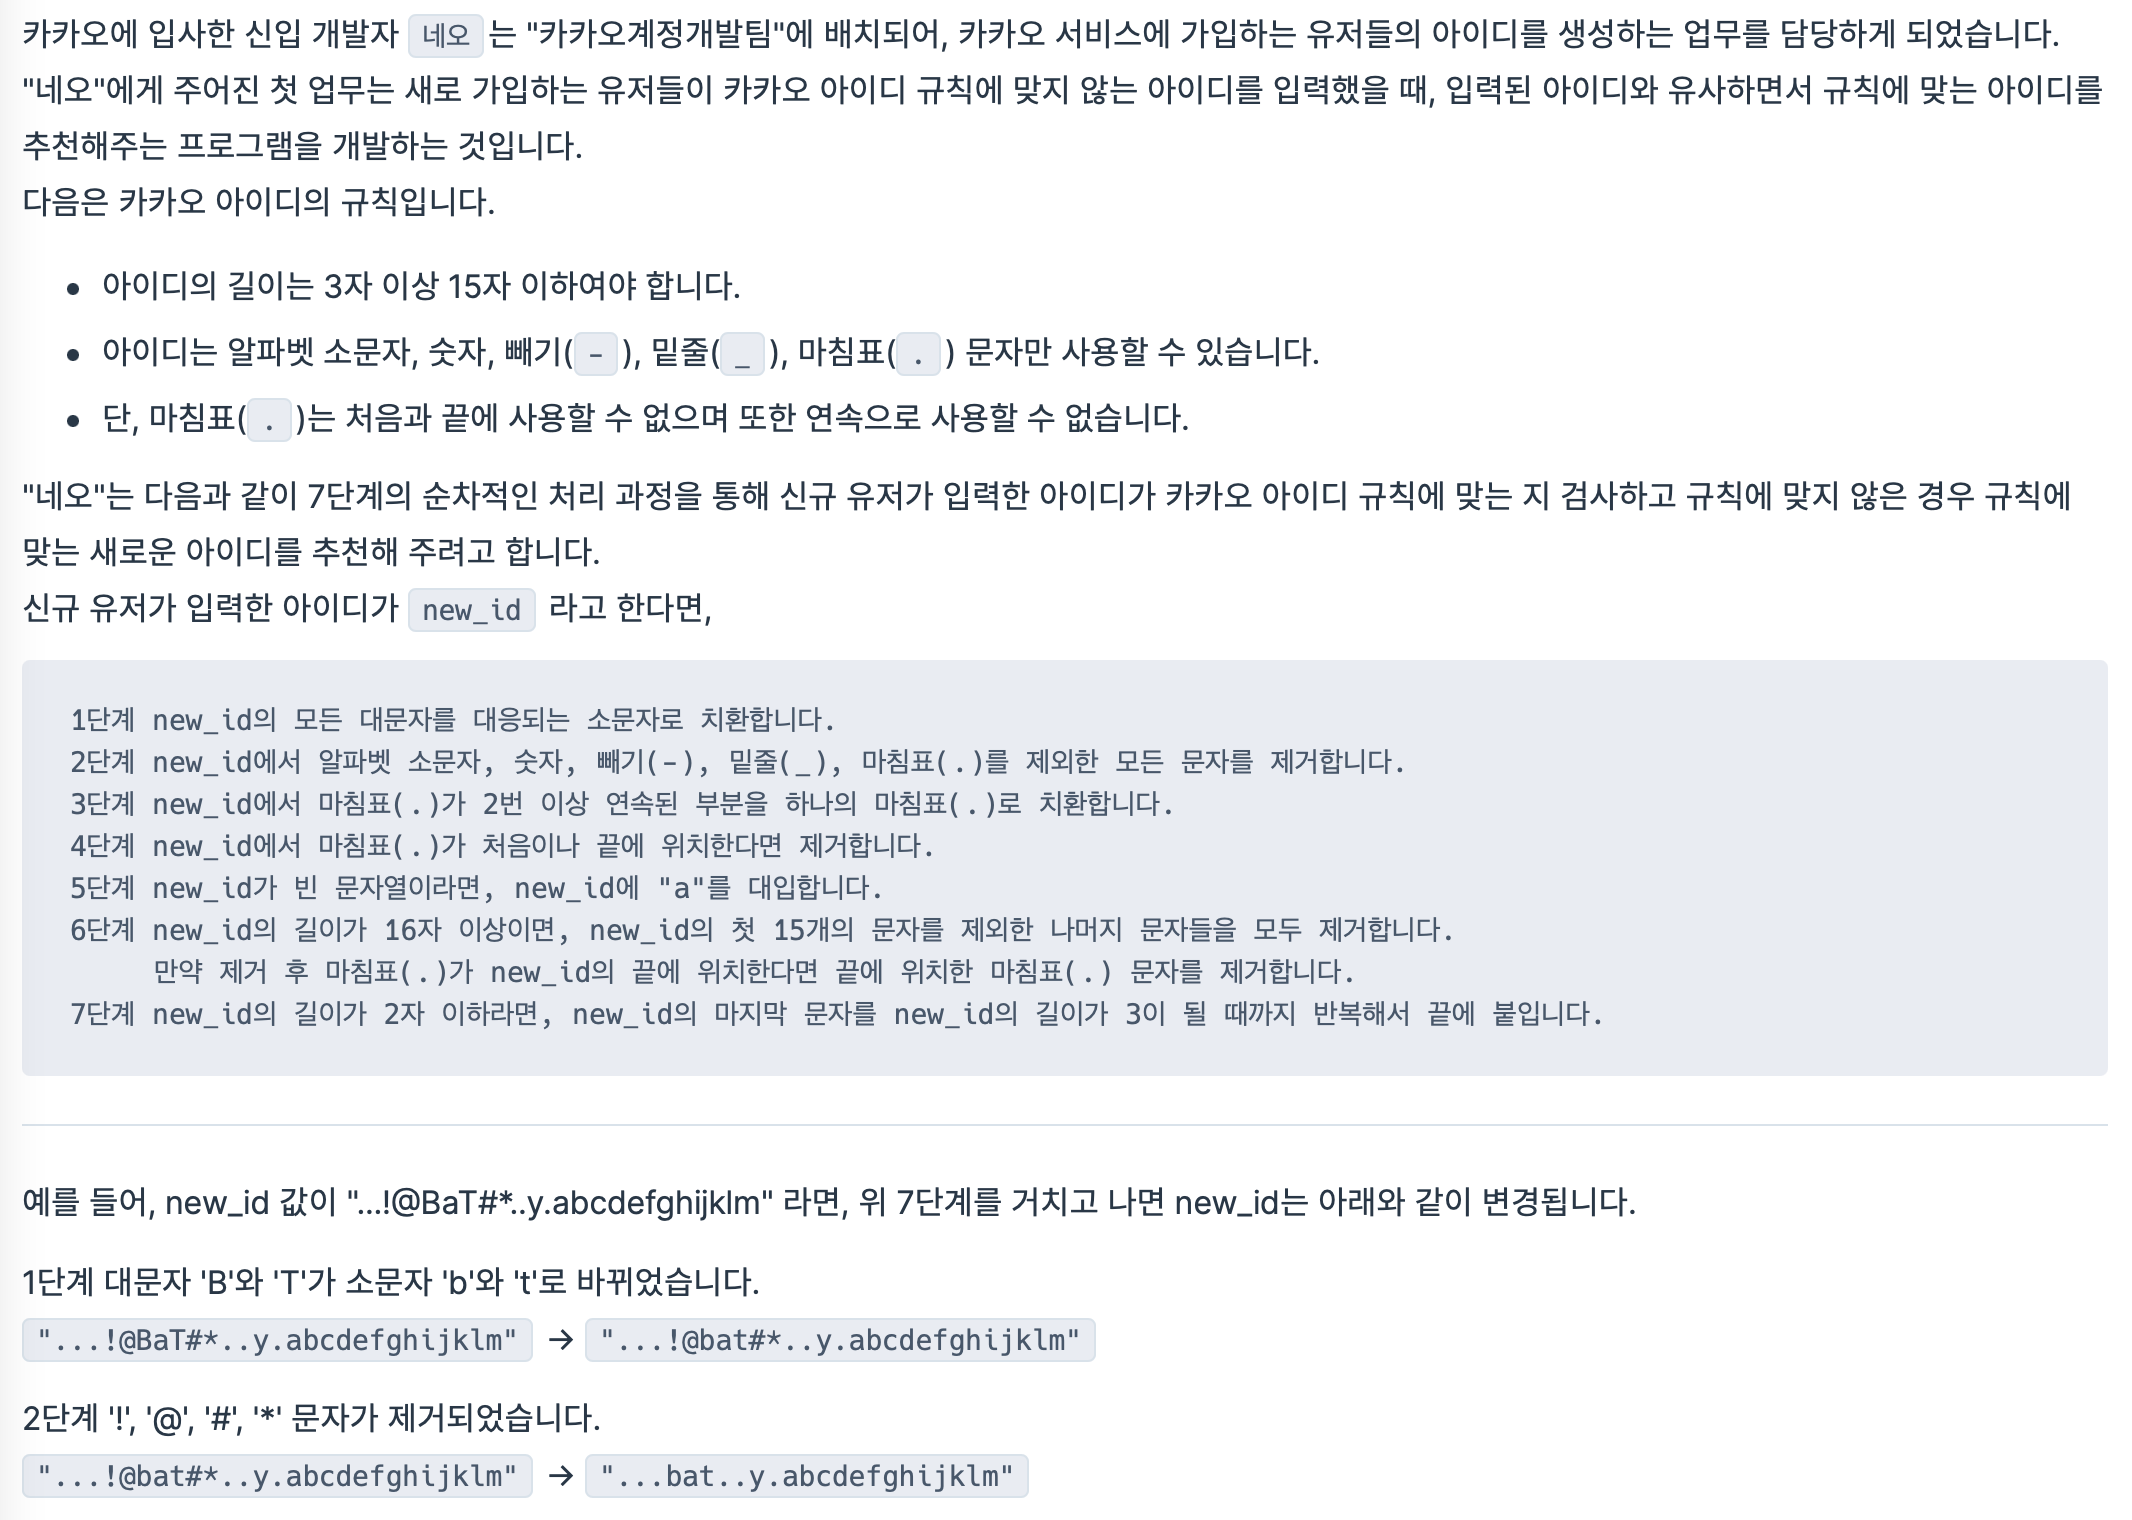 카카오에 입사한 신입 개발자 네오 는 "카카오계정개발팀"에 배치되어, 카카오 서비스에 가입하는 유저들의 아이디를 생성하는 업무를 담당하게 되었습니다.
"네오"에게 주어진 첫 업무는 새로 가입하는 유저들이 카카오 아이디 규칙에 맞지 않는 아이디를 입력했을 때, 입력된 아이디와 유사하면서 규칙에 맞는 아이디를
추천해주는 프로그램을 개발하는 것입니다.
다음은 카카오 아이디의 규칙입니다.
• 아이디의 길이는 3자 이상 15자 이하여야 합니다.
• 아이디는 알파벳 소문자, 숫자, 빼기( - ), 밑줄( _ ), 마침표( . ) 문자만 사용할 수 있습니다.
• 단, 마침표( . )는 처음과 끝에 사용할 수 없으며 또한 연속으로 사용할 수 없습니다.
"네오"는 다음과 같이 7단계의 순차적인 처리 과정을 통해 신규 유저가 입력한 아이디가 카카오 아이디 규칙에 맞는 지 검사하고 규칙에 맞지 않은 경우 규칙에
맞는 새로운 아이디를 추천해 주려고 합니다.
신규 유저가 입력한 아이디가 new_id 라고 한다면,
1단계 new_id의 모든 대문자를 대응되는 소문자로 치환합니다.
2단계 new_id에서 알파벳 소문자, 숫자, 빼기(-), 밑줄(_), 마침표(.)를 제외한 모든 문자를 제거합니다.
3단계 new_id에서 마침표(.)가 2번 이상 연속된 부분을 하나의 마침표(.)로 치환합니다.
4단계 new_id에서 마침표(.)가 처음이나 끝에 위치한다면 제거합니다.
5단계 new_id가 빈 문자열이라면, new_id에 "a"를 대입합니다.
6단계 new_id의 길이가 16자 이상이면, new_id의 첫 15개의 문자를 제외한 나머지 문자들을 모두 제거합니다.
만약 제거 후 마침표(.)가 new_id의 끝에 위치한다면 끝에 위치한 마침표(.) 문자를 제거합니다.
7단계 new_id의 길이가 2자 이하라면, new_id의 마지막 문자를 new_id의 길이가 3이 될 때까지 반복해서 끝에 붙입니다.
예를 들어, new_id 값이 "...!@BaT#*..y.abcdefghijklm" 라면, 위 7단계를 거치고 나면 new_id는 아래와 같이 변경됩니다.
1단계 대문자 'B'와 'T'가 소문자 'b'와 't'로 바뀌었습니다.
"...!@BaT#*..y.abcdefghijklm" → "...!@bat#*..y.abcdefghijklm"
2단계 '!', '@', '#', '*' 문자가 제거되었습니다.
"...!@bat#*..y.abcdefghijklm" → "...bat..y.abcdefghijklm"